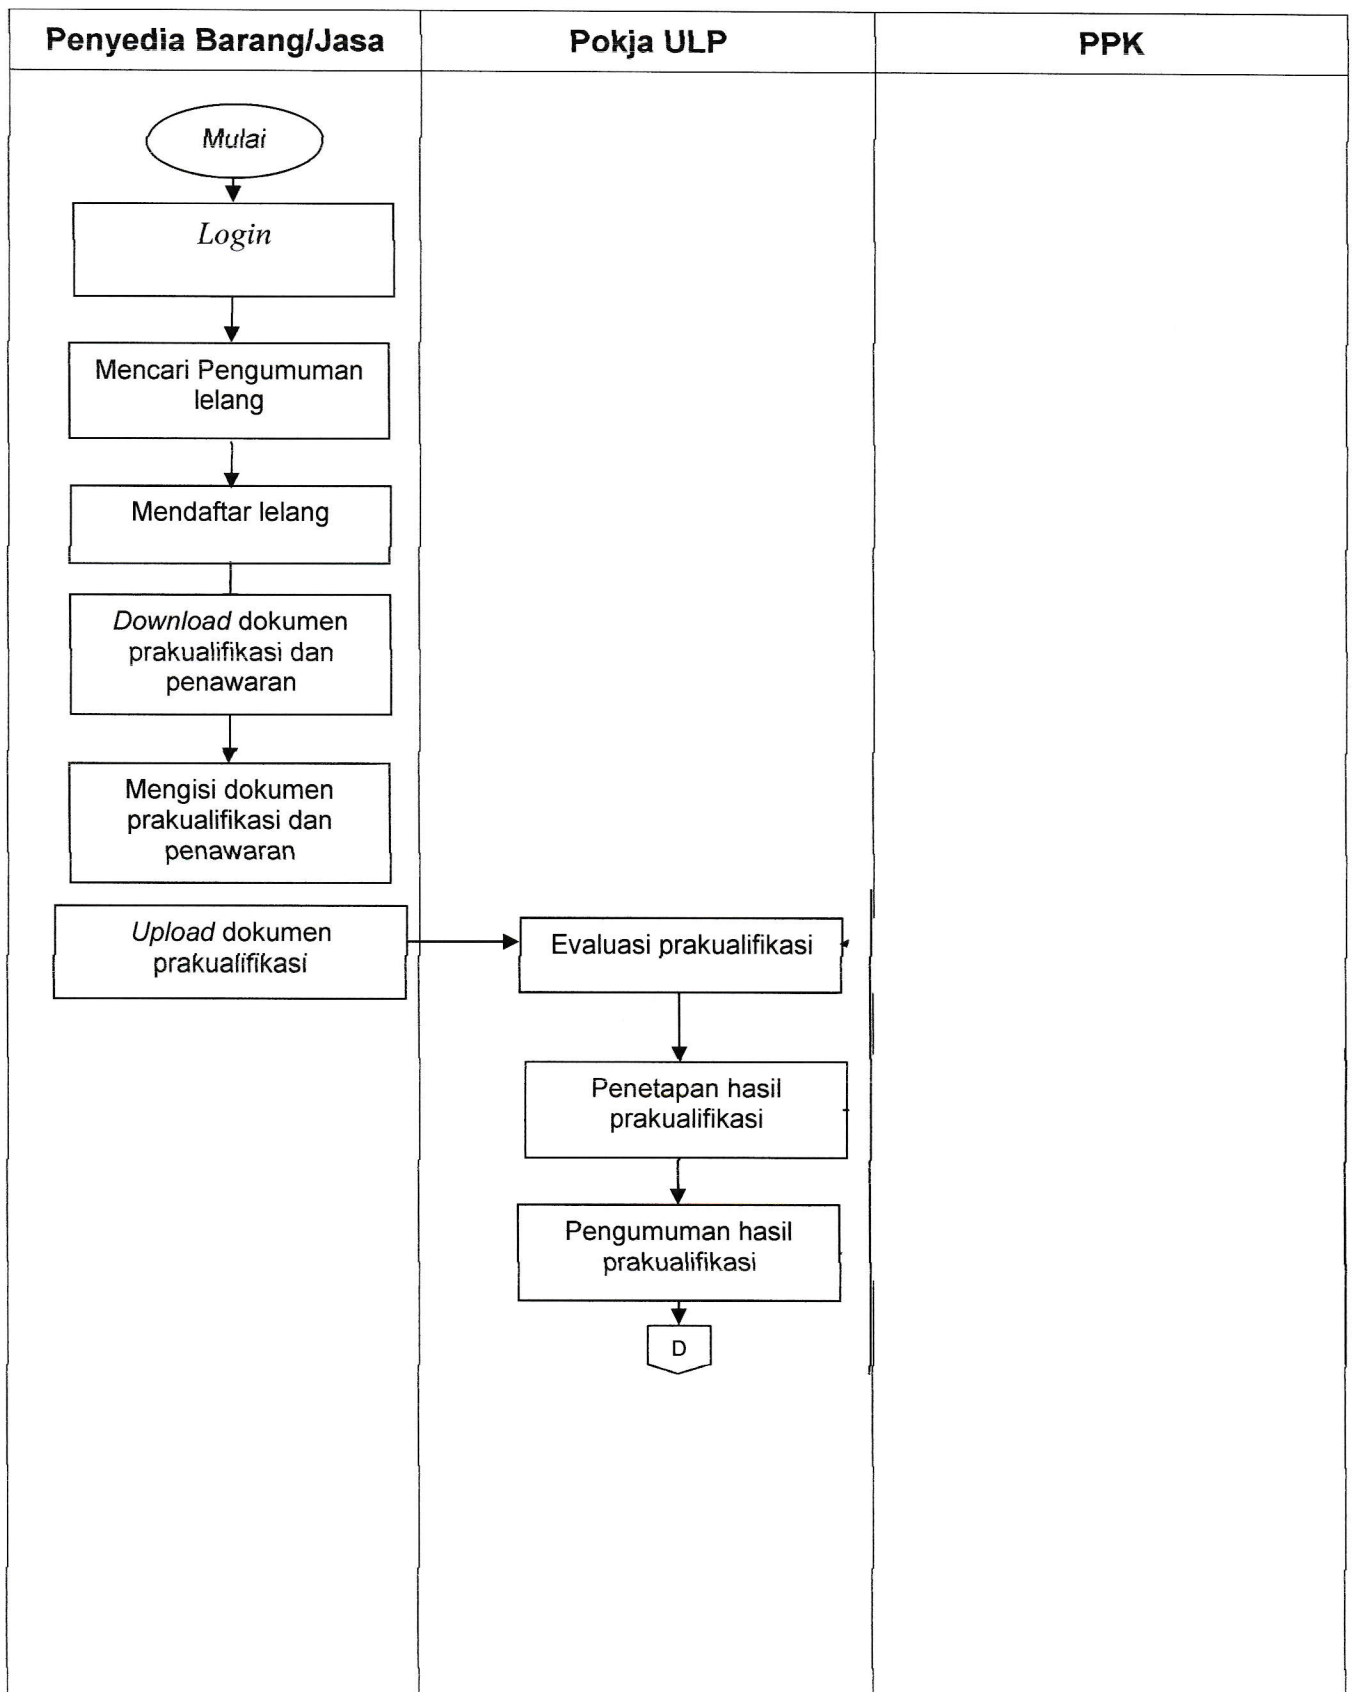 Penyedia Barang/Jasa
Pokja ULP
PPK
Mulai
Login
Mencari Pengumuman
lelang
Mendaftar lelang
Download dokumen
prakualifikasi dan
penawaran
Mengisi dokumen
prakualifikasi dan
penawaran
Upload dokumen
prakualifikasi
Evaluasi prakualifikasi
Penetapan hasil
prakualifikasi
Pengumuman hasil
prakualifikasi
D